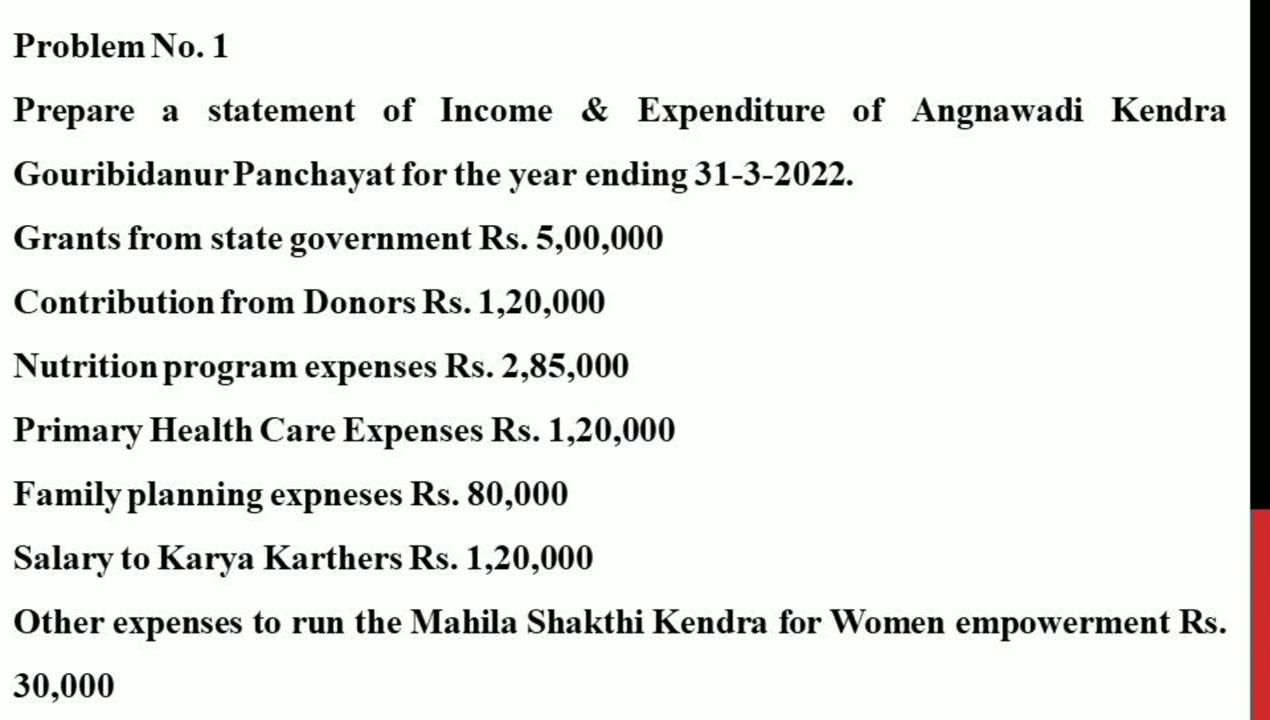 Problem No. 1
Prepare a statement of Income & Expenditure of Angnawadi Kendra
Gouribidanur Panchayat for the year ending 31-3-2022.
Grants from state government Rs. 5,00,000
Contribution from Donors Rs. 1,20,000
Nutrition program expenses Rs. 2,85,000
Primary Health Care Expenses Rs. 1,20,000
Family planning expneses Rs. 80,000
Salary to Karya Karthers Rs. 1,20,000
Other expenses to run the Mahila Shakthi Kendra for Women empowerment Rs.
30,000